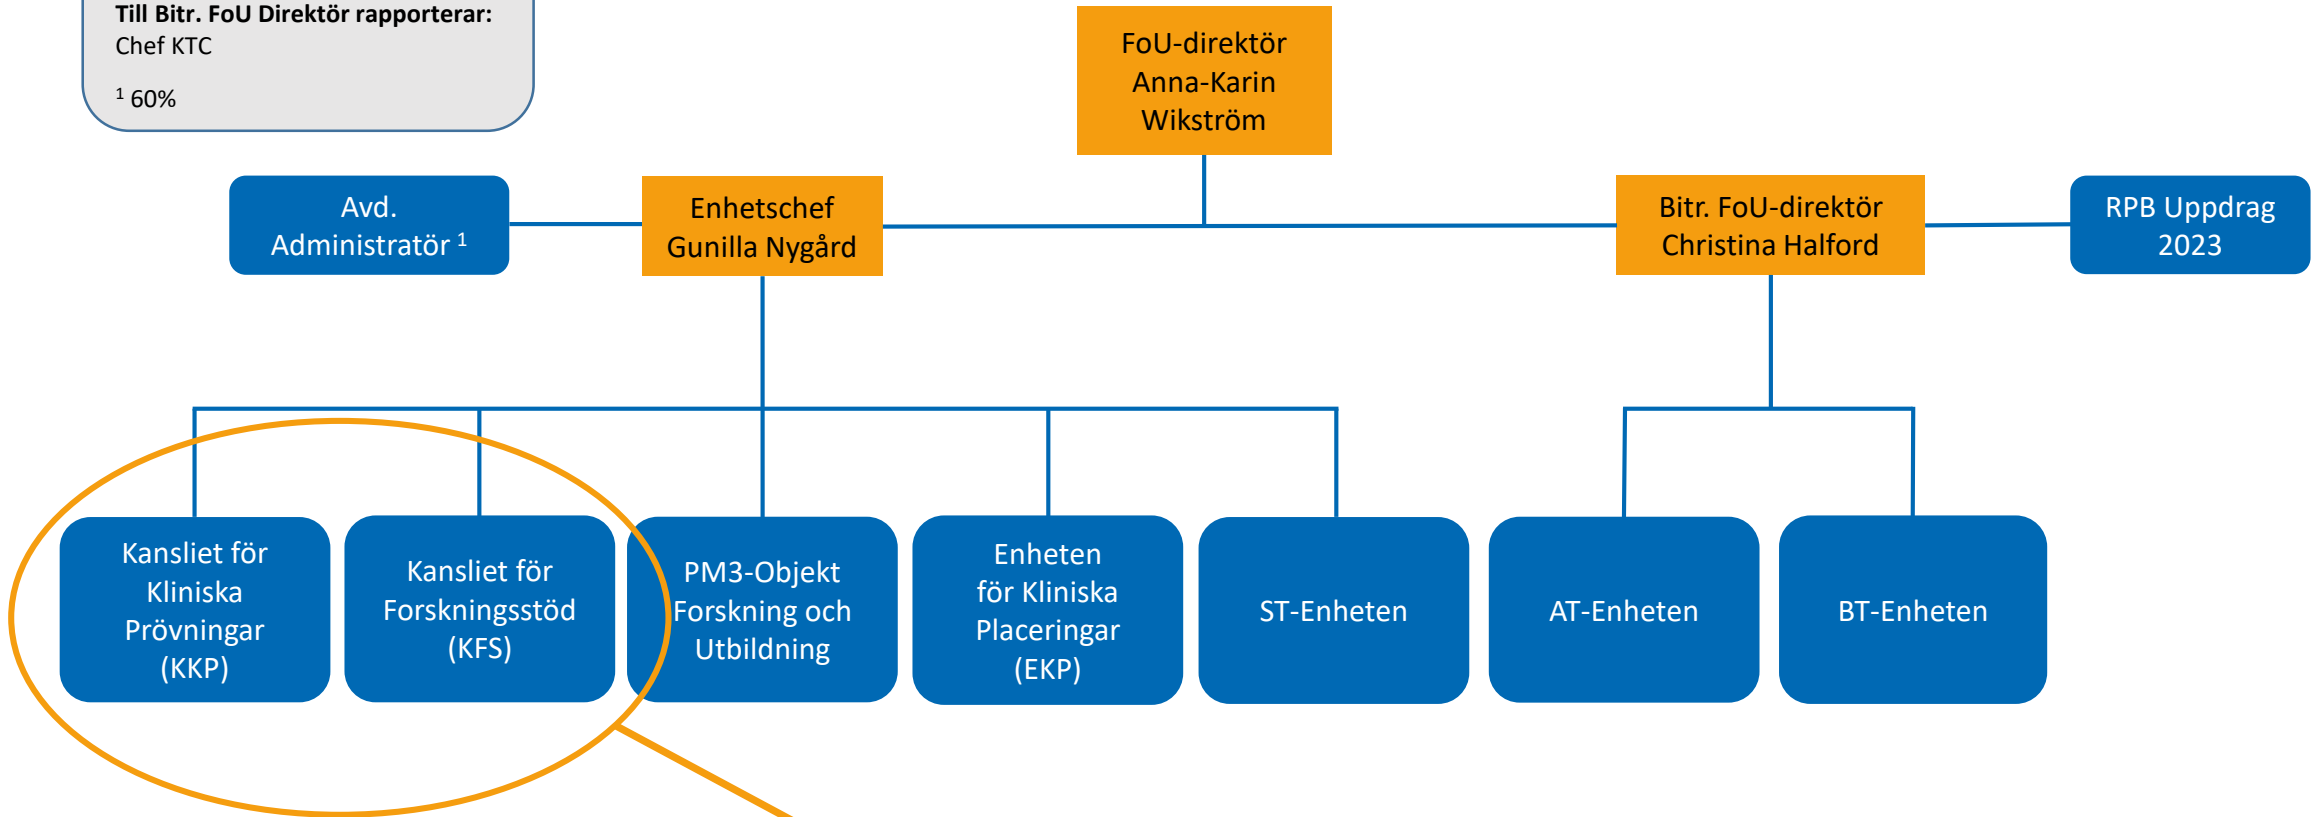 Till Bitr. FoU Direktör rapporterar:
Chef KTC
1 60%
FoU-direktör
Anna-Karin
Wikström
Avd.
Administratör 1
Enhetschef
Gunilla Nygård
Bitr. FoU-direktör
Christina Halford
RPB Uppdrag
2023
Kansliet för
Kliniska
Prövningar
(KKP)
Kansliet för
Forskningsstöd
(KFS)
PM3-Objekt
Forskning och
Utbildning
Enheten
för Kliniska
Placeringar
(EKP)
ST-Enheten
AT-Enheten
BT-Enheten